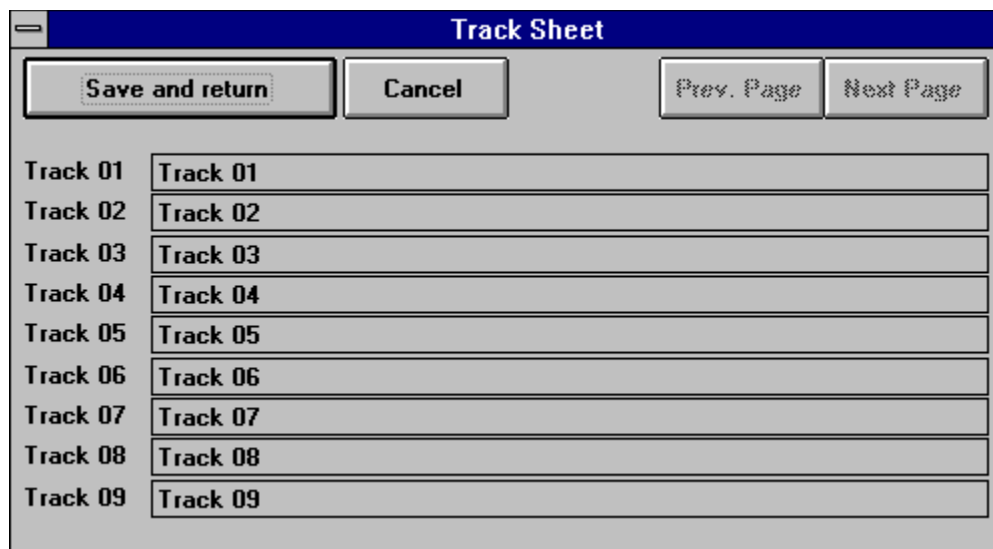 Track Sheet
Save and return Cancel Prev. Page Next Page
Track 01 Track 01
Track 02 Track 02
Track 03 Track 03
Track 04 Track 04
Track 05 Track 05
Track 06 Track 06
Track 07 Track 07
Track 08 Track 08
Track 09 Track 09